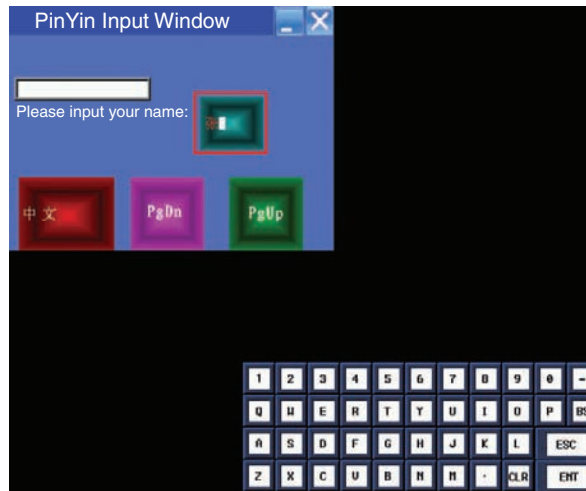 PinYin Input Window
Please input your name:
中文 PgDn PgUp
1 2 3 4 5 6 7 8 9 0 -
Q W E R T Y U I O P BS
A S D F G H J K L ESC
Z X C V B N M . CLR ENT